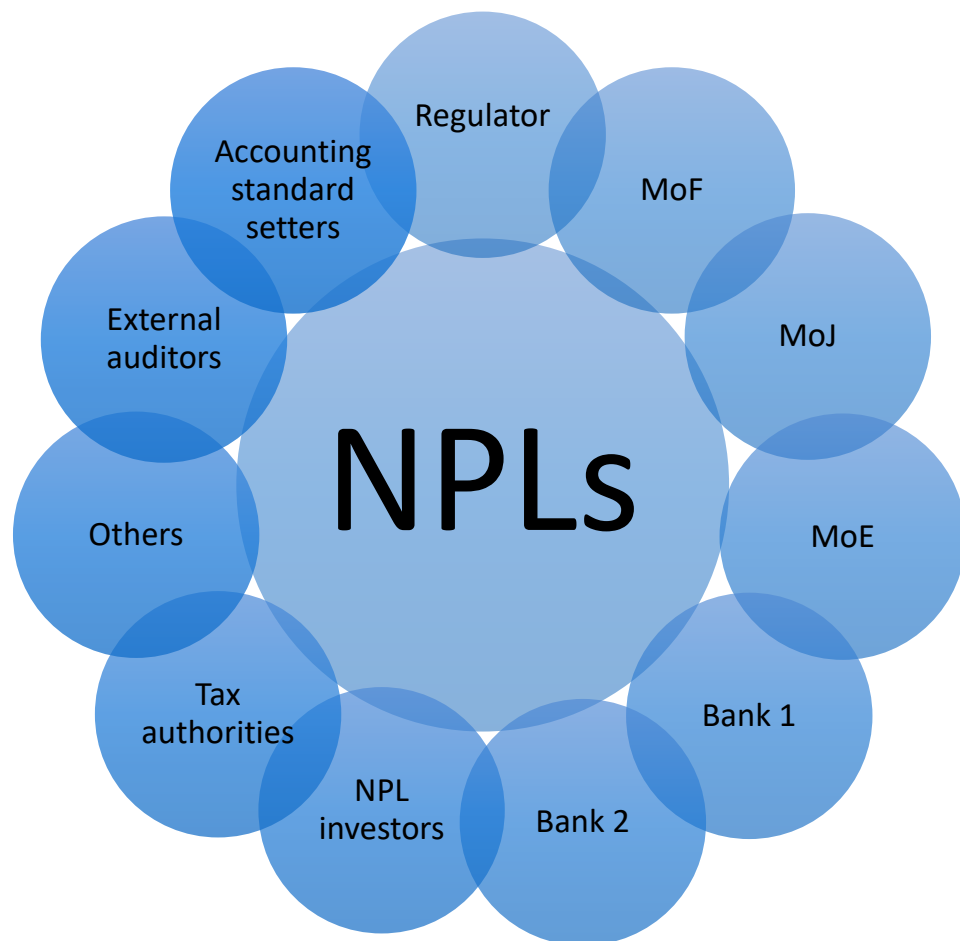 Regulator
MoF
MoJ
MoE
Bank 1
Bank 2
NPL
investors
Tax
authorities
Others
External
auditors
Accounting
standard
setters
NPLs